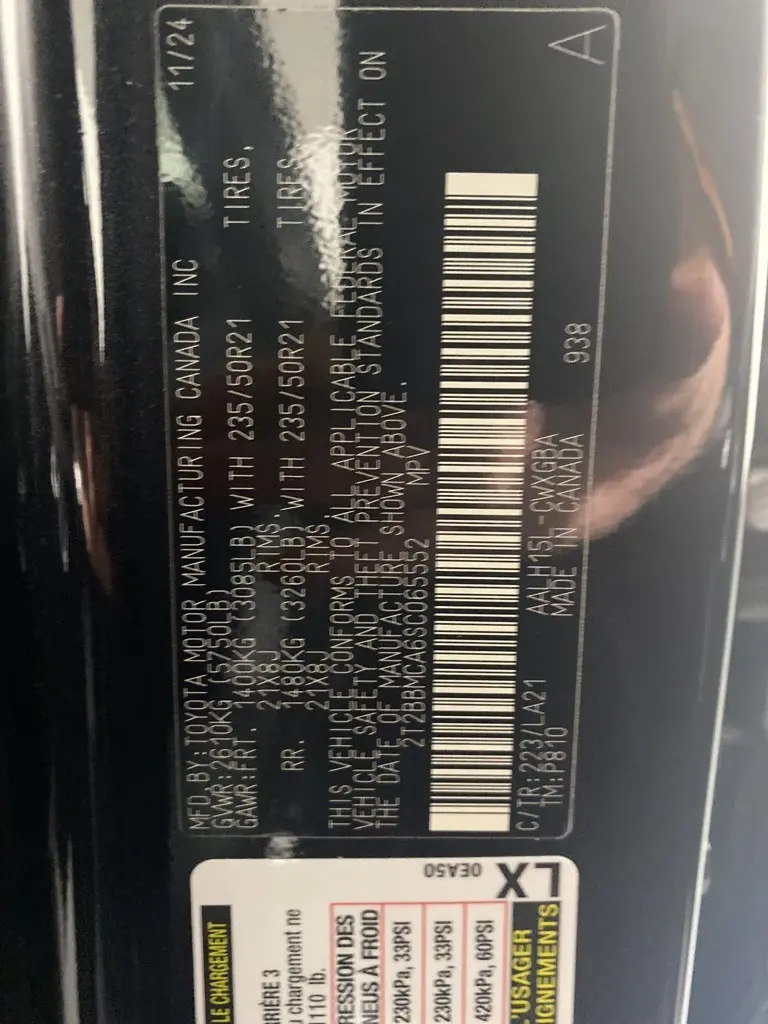 MFD.BY:TOYOTA MOTOR MANUFACTURING CANADA INC 11/24
GVWR:2610KG (5750LB)
GAWR:FRT. 1400KG (3085LB) WITH 235/50R21 TIRES,
21X8J RIMS,
RR. 1480KG (3260LB) WITH 235/50R21 TIRES
21X8J RIMS
THIS VEHICLE CONFORMS TO ALL APPLICABLE FEDERAL MOTOR
VEHICLE SAFETY AND THEFT PREVENTION STANDARDS IN EFFECT ON
THE DATE OF MANUFACTURE SHOWN ABOVE.
2T2BBMCA6SC065552 MPV
C/TR:223/LA21 AALH15L-CWXGBA
TM:P810 MADE IN CANADA 938 A
LE CHARGEMENT
RIÈRE 3
chargement ne
110 lb.
RESSION DES
NEUS À FROID
230kPa, 33PSI
230kPa, 33PSI
420kPa, 60PSI
L'USAGER
IGNEMENTS
LX
0EA50